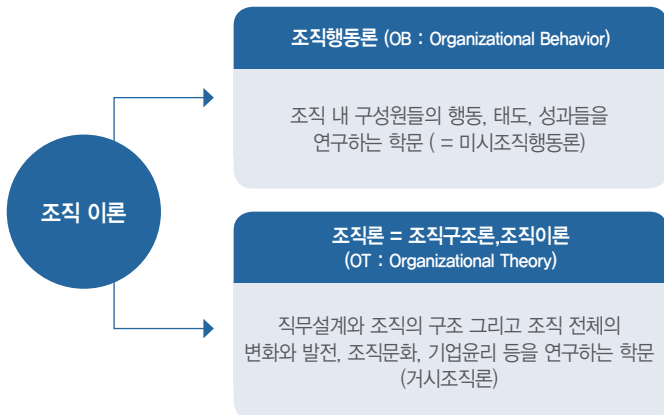 조직 이론
조직행동론 (OB : Organizational Behavior)
조직 내 구성원들의 행동, 태도, 성과들을
연구하는 학문 ( = 미시조직행동론)
조직론 = 조직구조론,조직이론
(OT : Organizational Theory)
직무설계와 조직의 구조 그리고 조직 전체의
변화와 발전, 조직문화, 기업윤리 등을 연구하는 학문
(거시조직론)